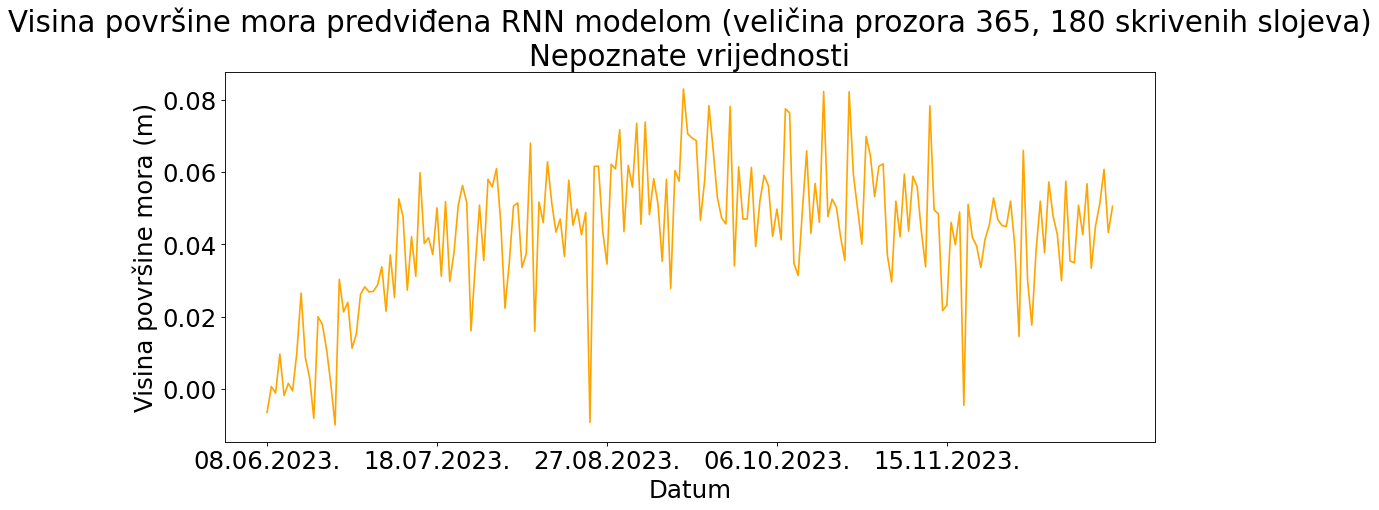 Visina površine mora predviđena RNN modelom (veličina prozora 365, 180 skrivenih slojeva)
Nepoznate vrijednosti
Visina površine mora (m)
0.08
0.06
0.04
0.02
0.00
08.06.2023. 18.07.2023. 27.08.2023. 06.10.2023. 15.11.2023.
Datum